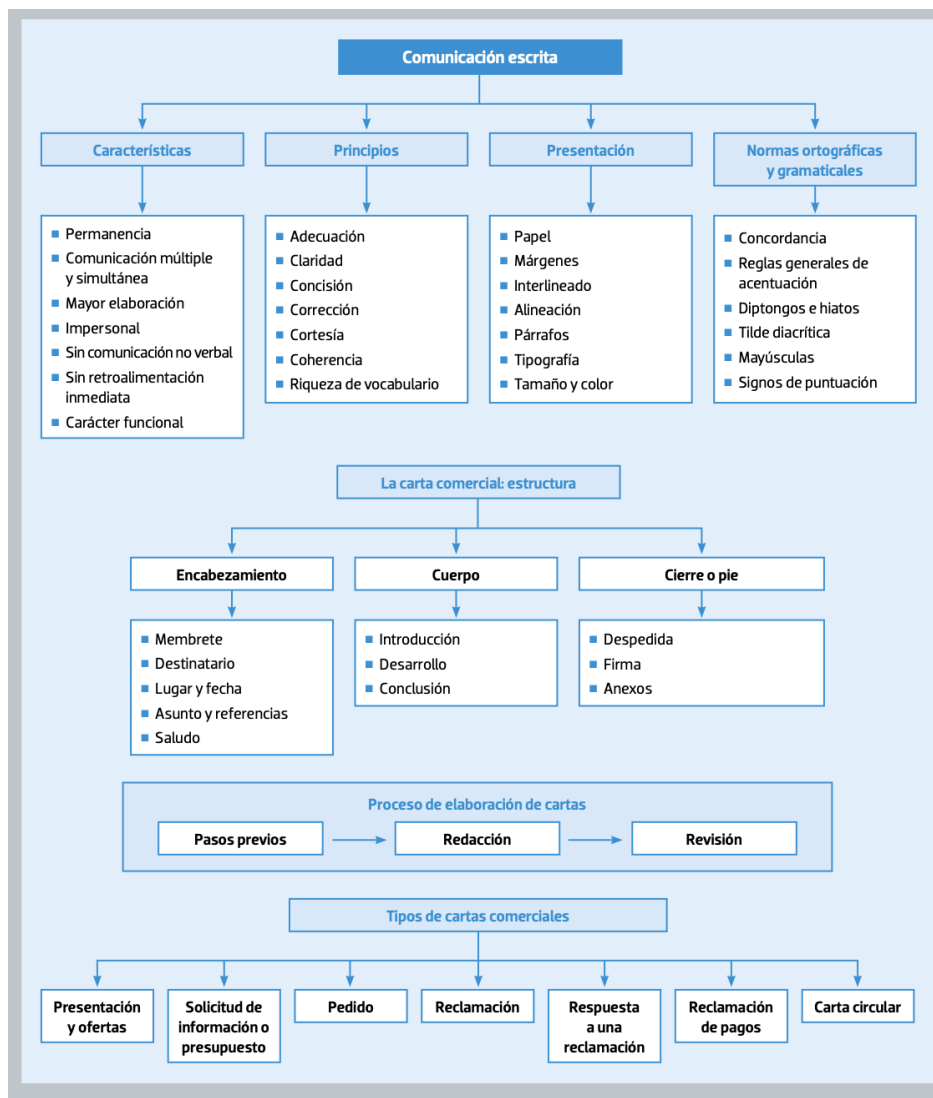 Comunicación escrita
Características
Principios
Presentación
Normas ortográficas
y gramaticales
Permanencia
Comunicación múltiple
y simultánea
Mayor elaboración
Impersonal
Sin comunicación no verbal
Sin retroalimentación
inmediata
Carácter funcional
Adecuación
Claridad
Concisión
Corrección
Cortesía
Coherencia
Riqueza de vocabulario
Papel
Márgenes
Interlineado
Alineación
Párrafos
Tipografía
Tamaño y color
Concordancia
Reglas generales de
acentuación
Diptongos e hiatos
Tilde diacrítica
Mayúsculas
Signos de puntuación
La carta comercial: estructura
Encabezamiento
Cuerpo
Cierre o pie
Membrete
Destinatario
Lugar y fecha
Asunto y referencias
Saludo
Introducción
Desarrollo
Conclusión
Despedida
Firma
Anexos
Proceso de elaboración de cartas
Pasos previos
Redacción
Revisión
Tipos de cartas comerciales
Presentación
y ofertas
Solicitud de
información o
presupuesto
Pedido
Reclamación
Respuesta
a una
reclamación
Reclamación
de pagos
Carta circular